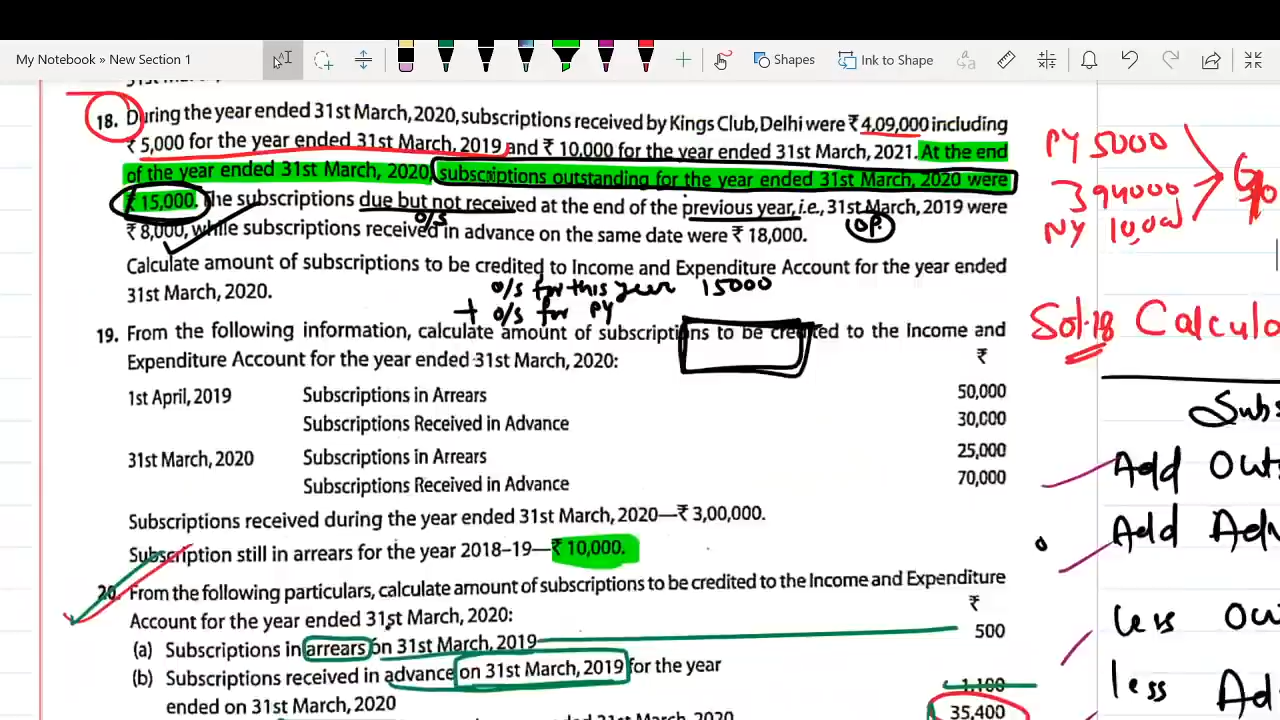 My Notebook » New Section 1
Shapes
Ink to Shape
18. During the year ended 31st March, 2020, subscriptions received by Kings Club, Delhi were ₹ 4,09,000 including
₹ 5,000 for the year ended 31st March, 2019 and ₹ 10,000 for the year ended 31st March, 2021. At the end
of the year ended 31st March, 2020, subscriptions outstanding for the year ended 31st March, 2020 were
₹ 15,000. The subscriptions due but not received at the end of the previous year, i.e., 31st March, 2019 were
o/s
OP.
₹ 8,000, while subscriptions received in advance on the same date were ₹ 18,000.
Calculate amount of subscriptions to be credited to Income and Expenditure Account for the year ended
31st March, 2020.
o/s for this year 15000
+ o/s for PY
19. From the following information, calculate amount of subscriptions to be credited to the Income and
Expenditure Account for the year ended 31st March, 2020:
₹
1st April, 2019 Subscriptions in Arrears 50,000
Subscriptions Received in Advance 30,000
31st March, 2020 Subscriptions in Arrears 25,000
Subscriptions Received in Advance 70,000
Subscriptions received during the year ended 31st March, 2020—₹ 3,00,000.
Subscription still in arrears for the year 2018–19—₹ 10,000.
20. From the following particulars, calculate amount of subscriptions to be credited to the Income and Expenditure
Account for the year ended 31st March, 2020:
₹
(a) Subscriptions in arrears on 31st March, 2019 500
(b) Subscriptions received in advance on 31st March, 2019 for the year
ended on 31st March, 2020 1,100
35,400
PY 5000
394000
NY 10,000
Sol.18 Calcula
Subs
Add Outs
Add Adv
less Ou
less Ad